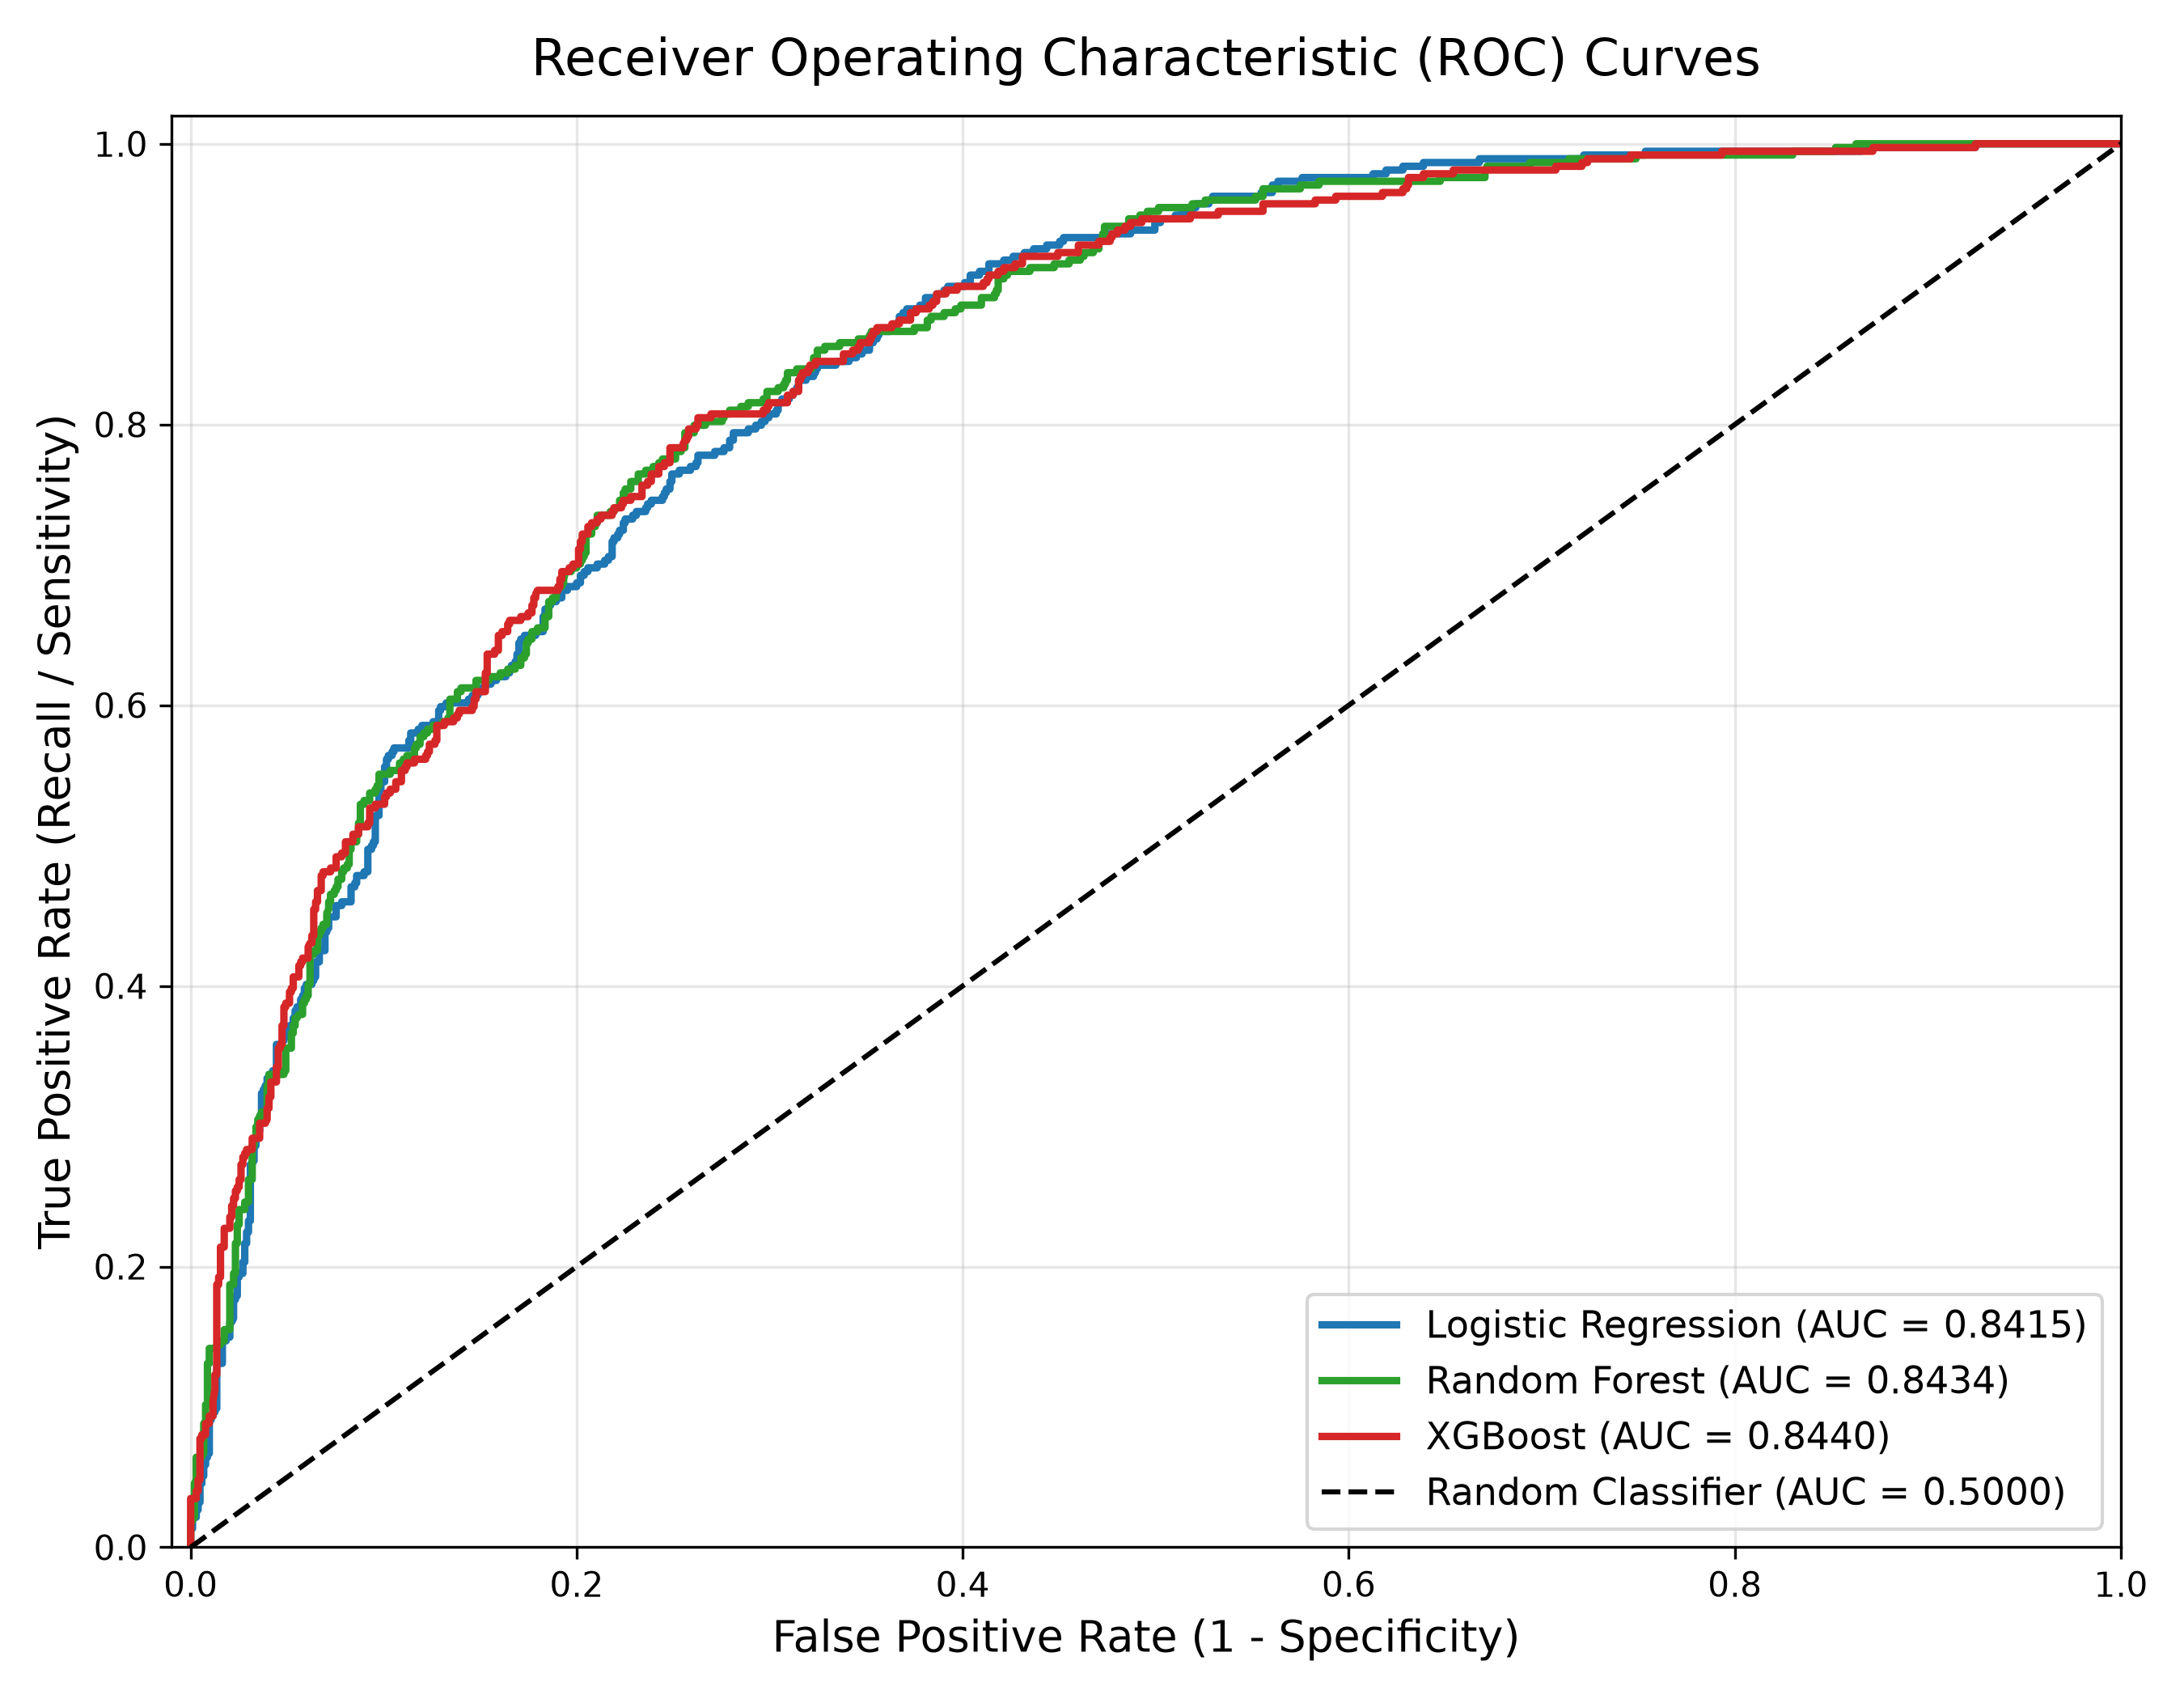 Receiver Operating Characteristic (ROC) Curves
True Positive Rate (Recall / Sensitivity)
1.0
0.8
0.6
0.4
0.2
0.0
Logistic Regression (AUC = 0.8415)
Random Forest (AUC = 0.8434)
XGBoost (AUC = 0.8440)
Random Classifier (AUC = 0.5000)
0.0 0.2 0.4 0.6 0.8 1.0
False Positive Rate (1 - Specificity)